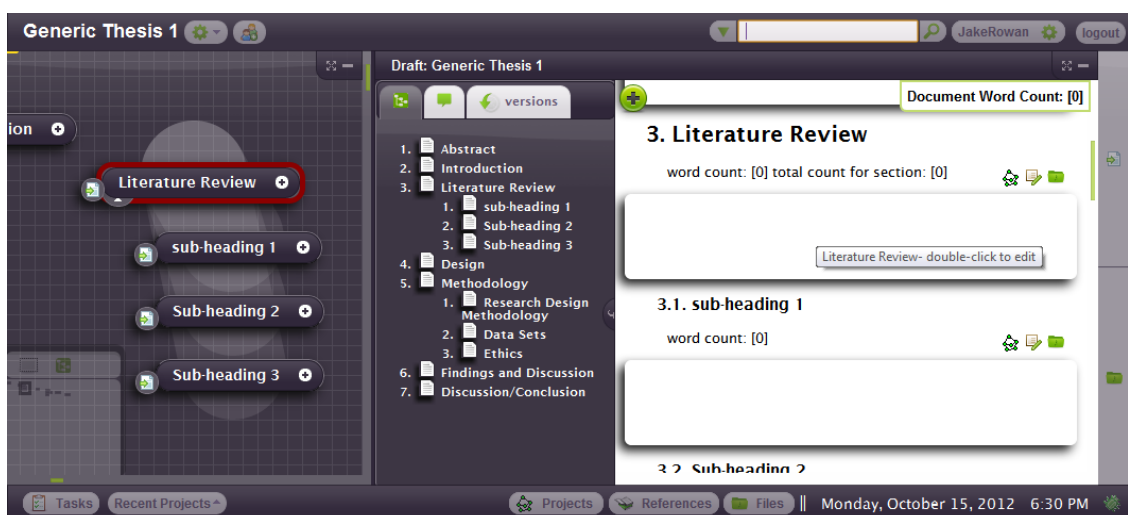 Generic Thesis 1
JakeRowan
logout
ion
Literature Review
sub-heading 1
Sub-heading 2
Sub-heading 3
Draft: Generic Thesis 1
versions
1. Abstract
2. Introduction
3. Literature Review
1. sub-heading 1
2. Sub-heading 2
3. Sub-heading 3
4. Design
5. Methodology
1. Research Design
Methodology
2. Data Sets
3. Ethics
6. Findings and Discussion
7. Discussion/Conclusion
Document Word Count: [0]
3. Literature Review
word count: [0] total count for section: [0]
Literature Review- double-click to edit
3.1. sub-heading 1
word count: [0]
3.2. Sub-heading 2
Tasks
Recent Projects
Projects
References
Files
Monday, October 15, 2012 6:30 PM